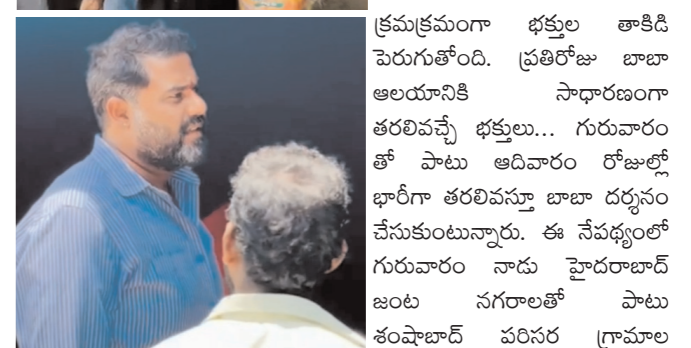 క్రమక్రమంగా భక్తుల తాకిడి
పెరుగుతోంది. ప్రతిరోజు బాబా
ఆలయానికి సాధారణంగా
తరలివచ్చే భక్తులు... గురువారం
తో పాటు ఆదివారం రోజుల్లో
భారీగా తరలివస్తూ బాబా దర్శనం
చేసుకుంటున్నారు. ఈ నేపథ్యంలో
గురువారం నాడు హైదరాబాద్
జంట నగరాలతో పాటు
శంషాబాద్ పరిసర గ్రామాల